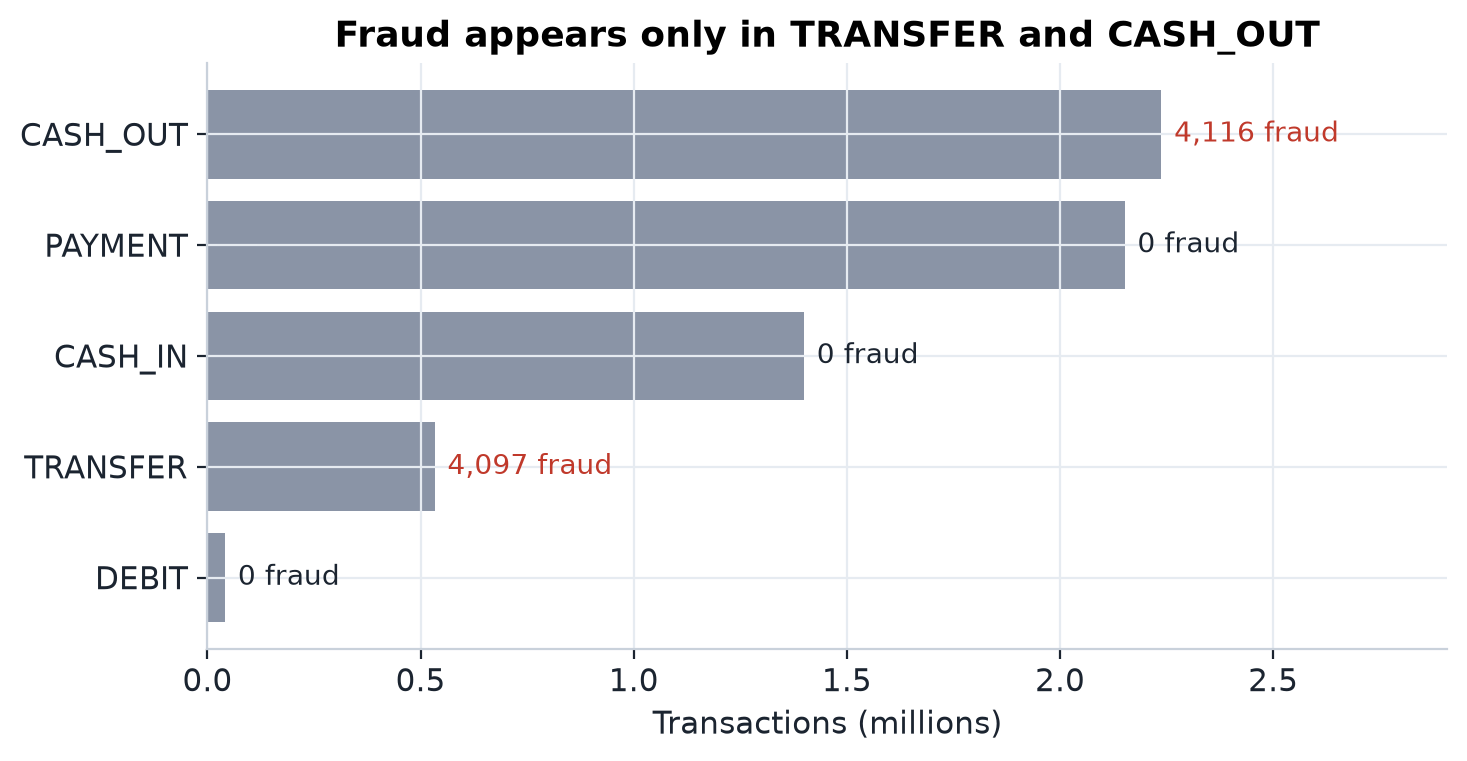 Fraud appears only in TRANSFER and CASH_OUT
CASH_OUT 4,116 fraud
PAYMENT 0 fraud
CASH_IN 0 fraud
TRANSFER 4,097 fraud
DEBIT 0 fraud
0.0 0.5 1.0 1.5 2.0 2.5
Transactions (millions)